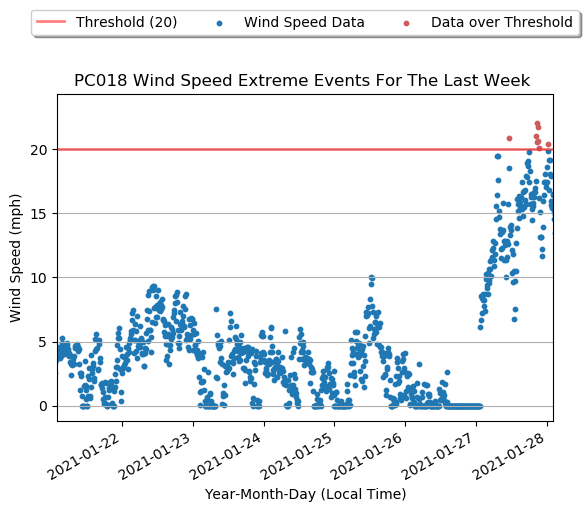 Threshold (20) Wind Speed Data Data over Threshold
PC018 Wind Speed Extreme Events For The Last Week
Wind Speed (mph)
20
15
10
5
0
2021-01-22 2021-01-23 2021-01-24 2021-01-25 2021-01-26 2021-01-27 2021-01-28
Year-Month-Day (Local Time)